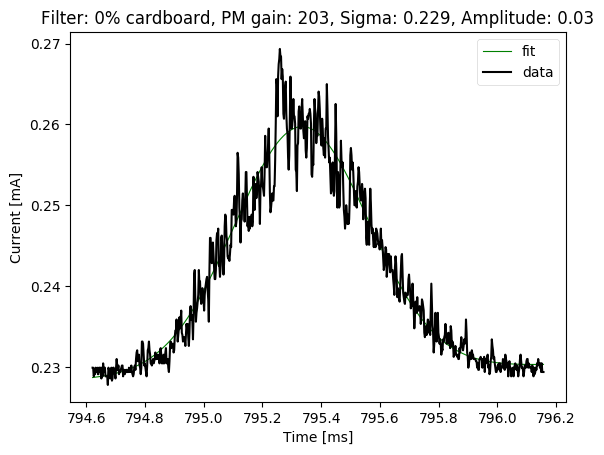 Filter: 0% cardboard, PM gain: 203, Sigma: 0.229, Amplitude: 0.03
fit
data
0.27
0.26
0.25
0.24
0.23
Current [mA]
794.6 794.8 795.0 795.2 795.4 795.6 795.8 796.0 796.2
Time [ms]